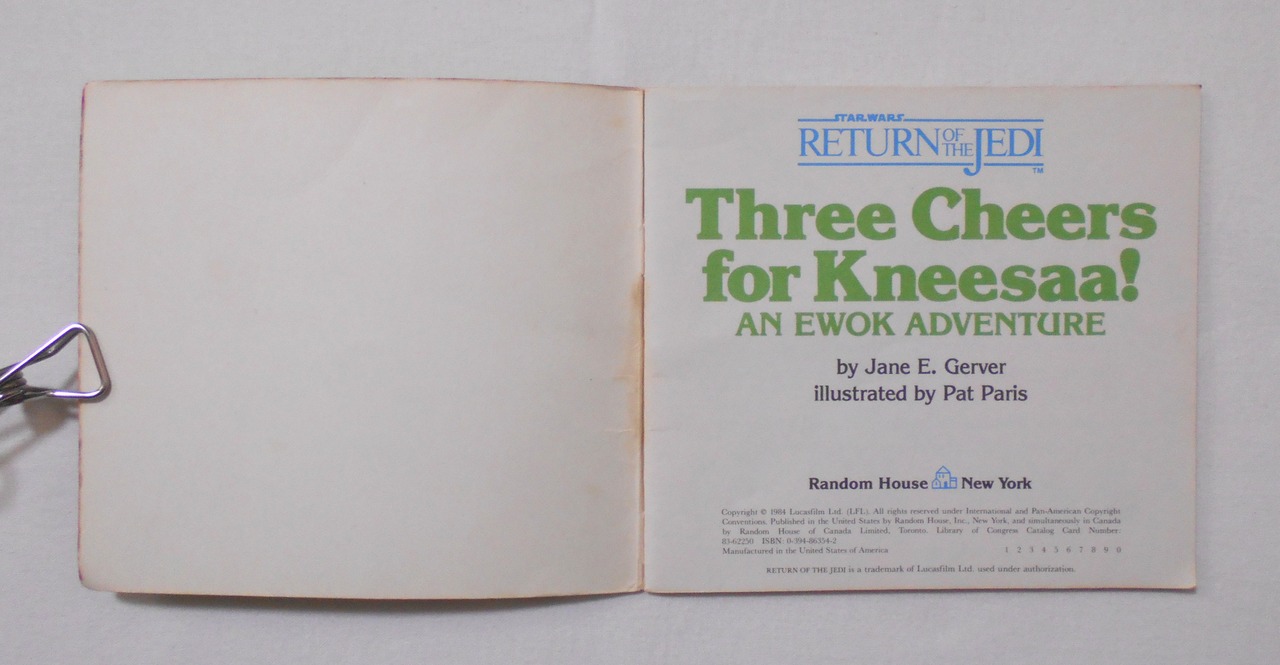 STAR WARS
RETURN OF THE JEDI
TM
Three Cheers
for Kneesaa!
AN EWOK ADVENTURE
by Jane E. Gerver
illustrated by Pat Paris
Random House New York
Copyright © 1984 Lucasfilm Ltd. (LFL). All rights reserved under International and Pan-American Copyright
Conventions. Published in the United States by Random House, Inc., New York, and simultaneously in Canada
by Random House of Canada Limited, Toronto. Library of Congress Catalog Card Number:
83-62250 ISBN: 0-394-86354-2
Manufactured in the United States of America 1 2 3 4 5 6 7 8 9 0
RETURN OF THE JEDI is a trademark of Lucasfilm Ltd. used under authorization.